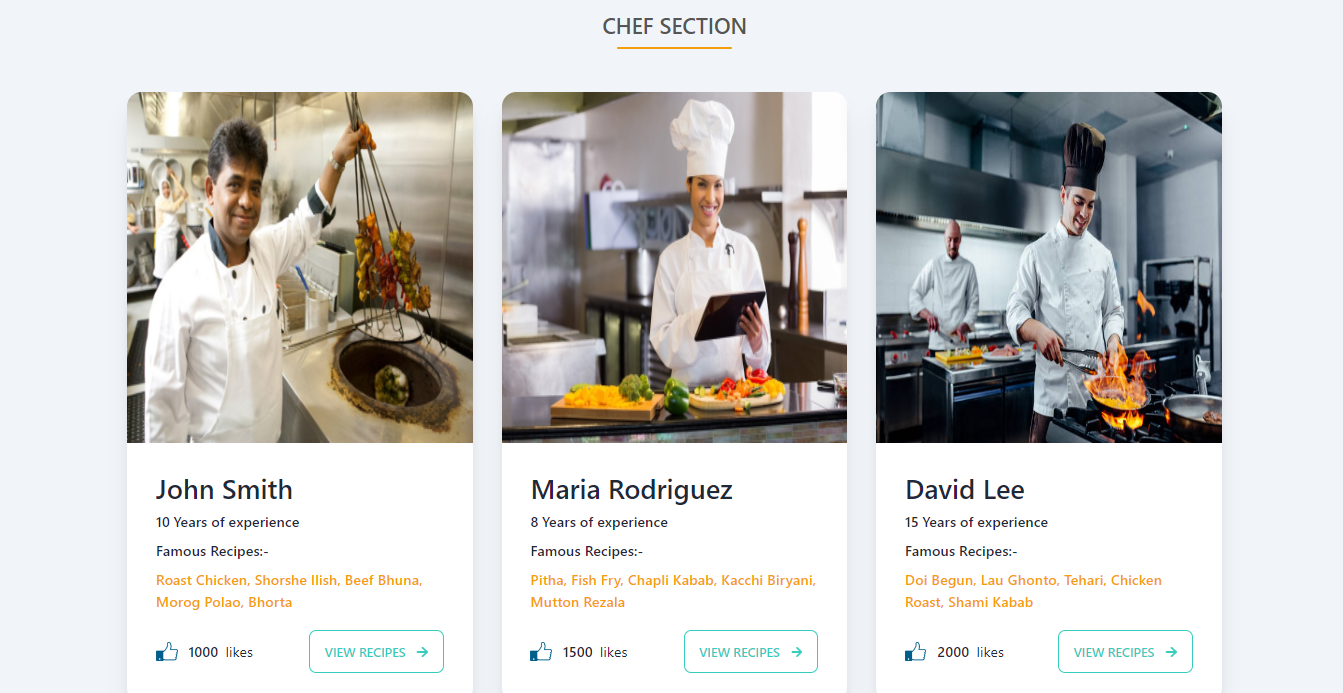 CHEF SECTION
John Smith
10 Years of experience
Famous Recipes:-
Roast Chicken, Shorshe Ilish, Beef Bhuna,
Morog Polao, Bhorta
1000 likes
VIEW RECIPES →
Maria Rodriguez
8 Years of experience
Famous Recipes:-
Pitha, Fish Fry, Chapli Kabab, Kacchi Biryani,
Mutton Rezala
1500 likes
VIEW RECIPES →
David Lee
15 Years of experience
Famous Recipes:-
Doi Begun, Lau Ghonto, Tehari, Chicken
Roast, Shami Kabab
2000 likes
VIEW RECIPES →